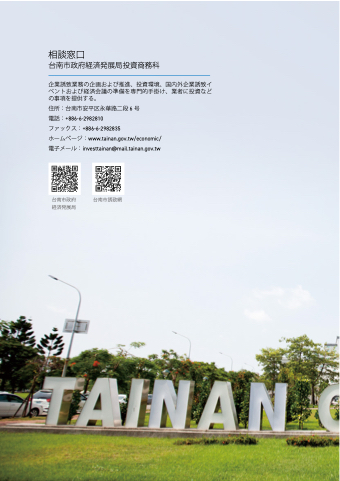 相談窓口
台南市政府経済発展局投資商務科
企業誘致業務の企画および推進、投資環境、国内外企業誘致イ
ベントおよび経済会議の準備を専門的手掛け、業者に投資など
の事項を提供する。
住所：台南市安平区永華路二段 6 号
電話：+886-6-2982810
ファックス：+886-6-2982835
ホームページ：www.tainan.gov.tw/economic/
電子メール：investtainan@mail.tainan.gov.tw
台南市政府
経済発展局
台南市招商網
TAINAN C